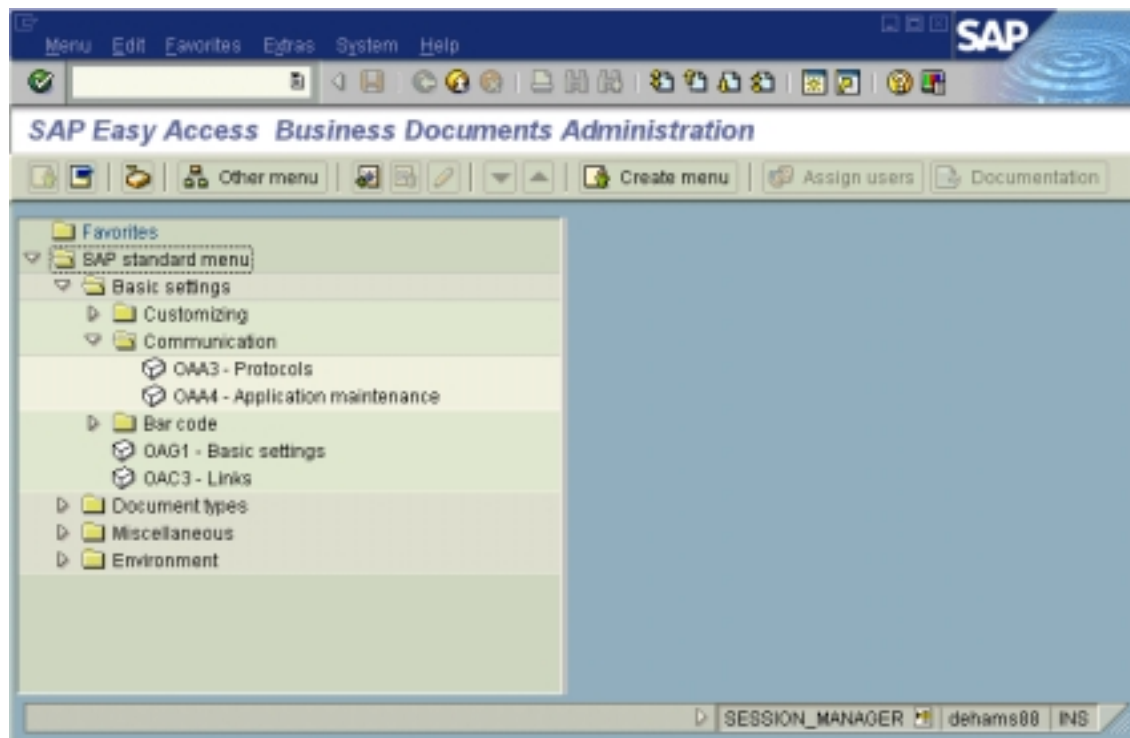 Menu Edit Favorites Extras System Help
SAP
SAP Easy Access Business Documents Administration
Other menu Create menu Assign users Documentation
Favorites
SAP standard menu
Basic settings
Customizing
Communication
OAA3 - Protocols
OAA4 - Application maintenance
Bar code
OAG1 - Basic settings
OAC3 - Links
Document types
Miscellaneous
Environment
SESSION_MANAGER dehams88 INS